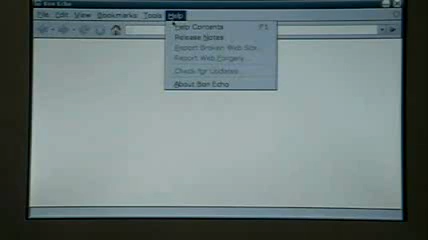 Bon Echo
File Edit View Bookmarks Tools Help
Help Contents F1
Release Notes
Report Broken Web Site...
Report Web Forgery...
Check for Updates...
About Bon Echo